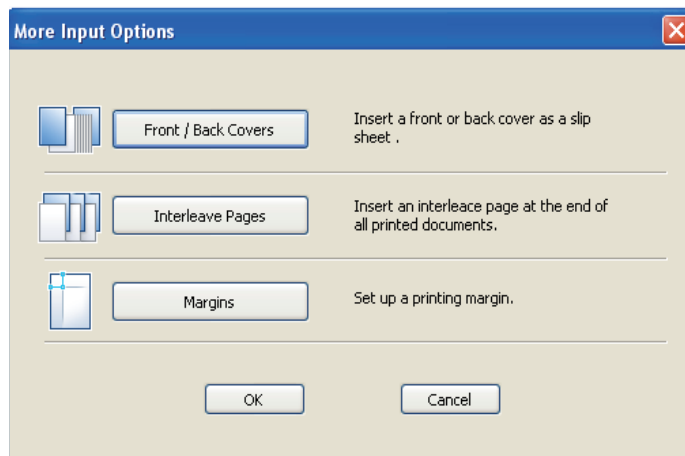 More Input Options
Front / Back Covers
Insert a front or back cover as a slip
sheet .
Interleave Pages
Insert an interleace page at the end of
all printed documents.
Margins
Set up a printing margin.
OK
Cancel